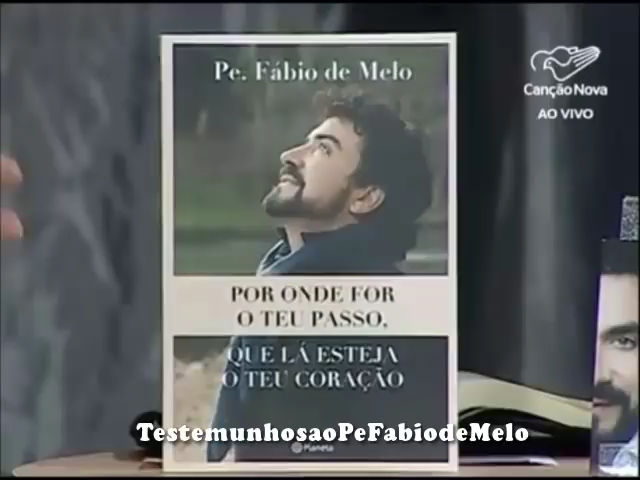 Pe. Fábio de Melo
Canção Nova
AO VIVO
POR ONDE FOR
O TEU PASSO,
QUE LÁ ESTEJA
O TEU CORAÇÃO
TestemunhosaoPeFabiodeMelo
Planeta